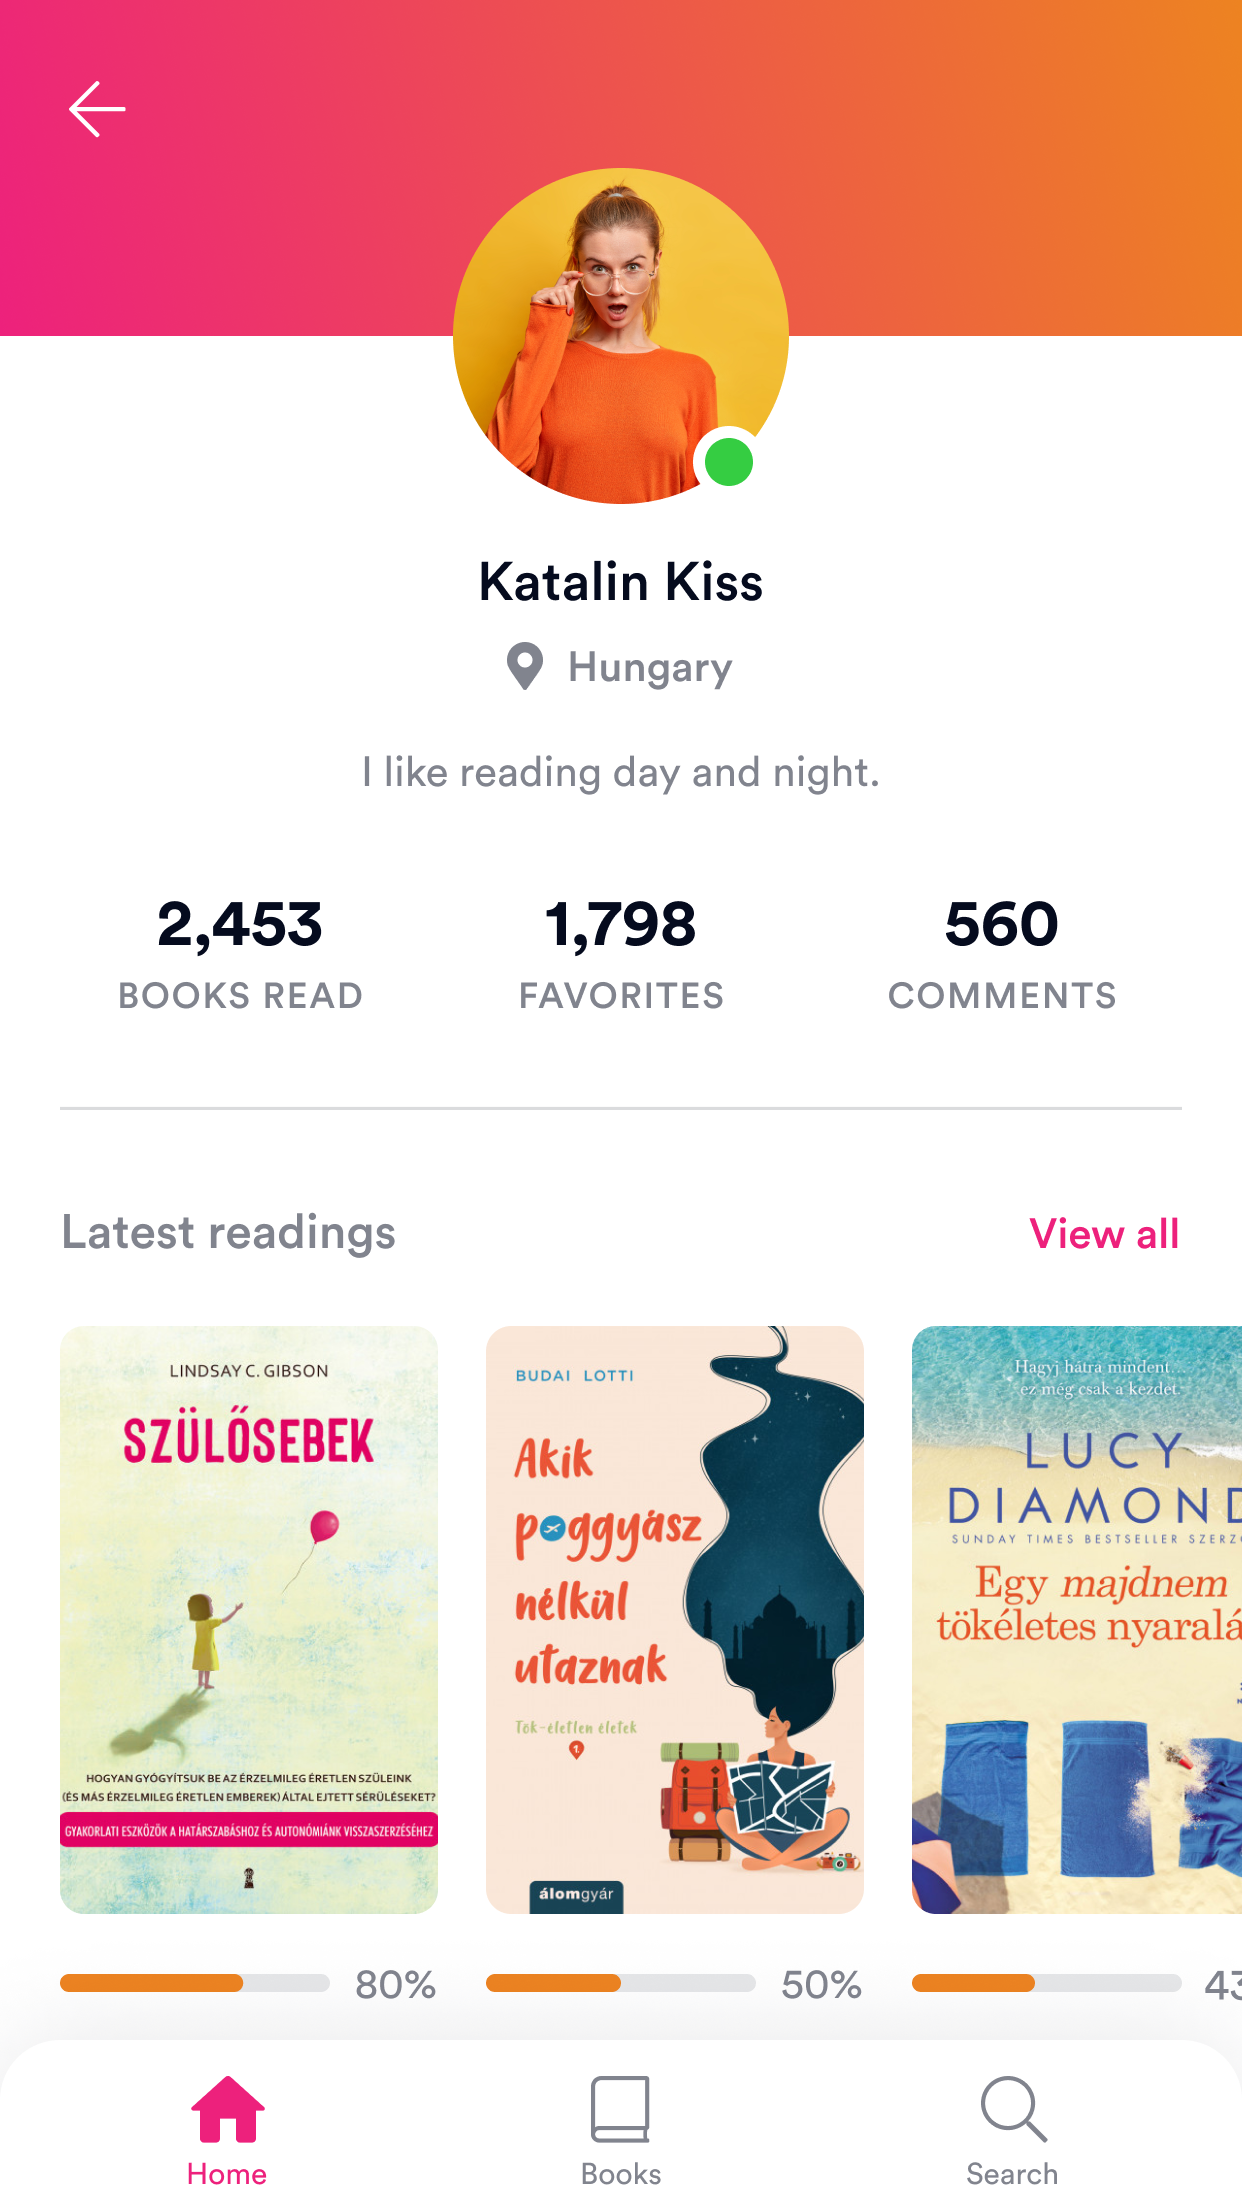 Katalin Kiss
Hungary
I like reading day and night.
2,453
BOOKS READ
1,798
FAVORITES
560
COMMENTS
Latest readings
View all
LINDSAY C. GIBSON
SZÜLŐSEBEK
HOGYAN GYÓGYÍTSUK BE AZ ÉRZELMILEG ÉRETLEN SZÜLEINK
(ÉS MÁS ÉRZELMILEG ÉRETLEN EMBEREK) ÁLTAL EJTETT SÉRÜLÉSEKET?
GYAKORLATI ESZKÖZÖK A HATÁRSZABÁSHOZ ÉS AUTONÓMIÁNK VISSZASZERZÉSÉHEZ
BUDAI LOTTI
Akik
poggyász
nélkül
utaznak
Tök-életlen életek
1.
álomgyár
Hagyj hátra mindent...
ez még csak a kezdet.
LUCY
DIAMOND
SUNDAY TIMES BESTSELLER SZERZ
Egy majdnem
tökéletes nyaralá
80%
50%
43
Home
Books
Search